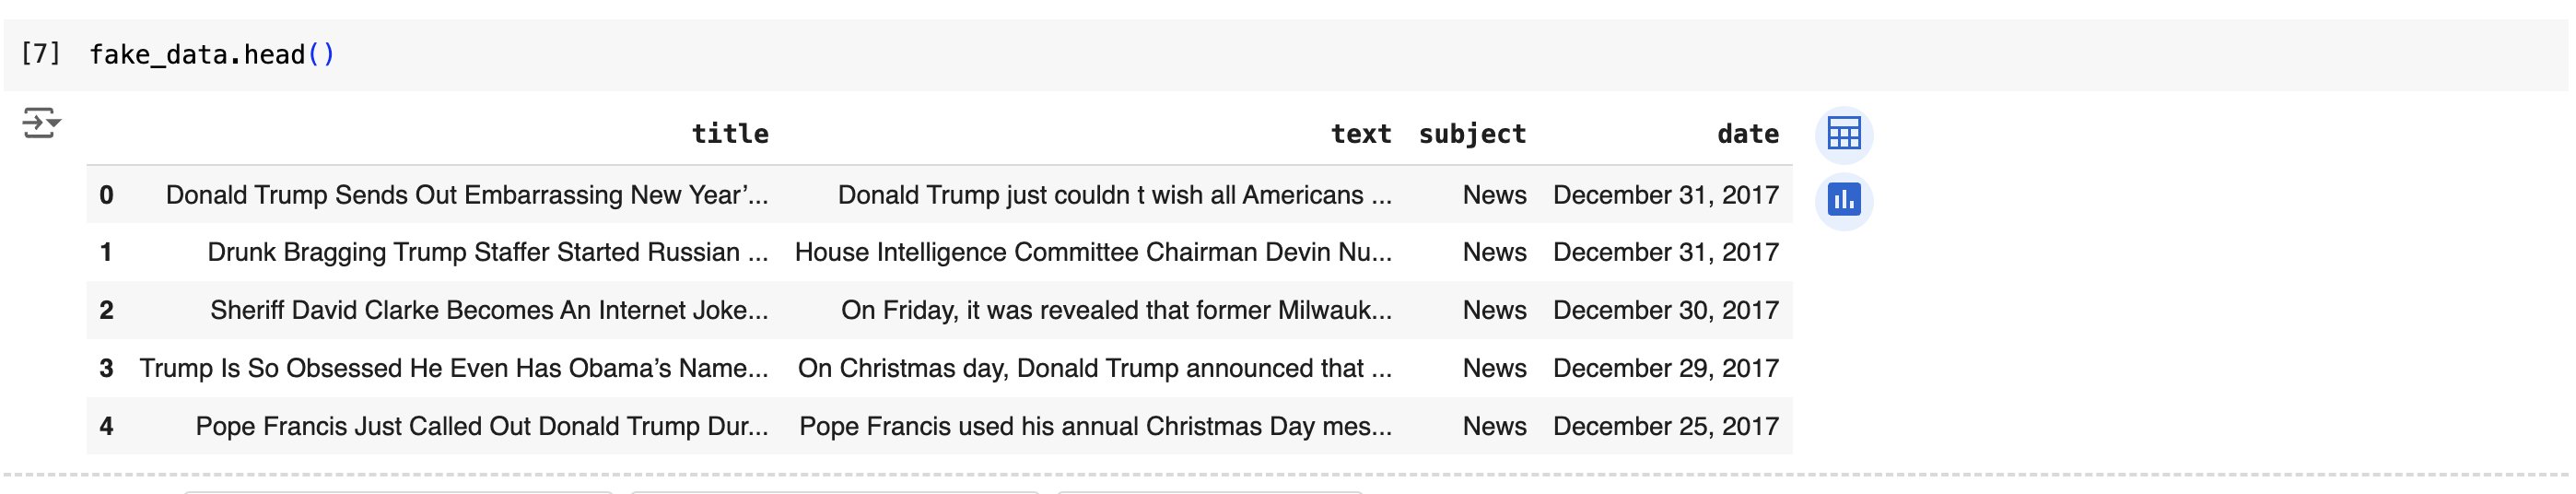 [7] fake_data.head()
title text subject date
0 Donald Trump Sends Out Embarrassing New Year’... Donald Trump just couldn t wish all Americans ... News December 31, 2017
1 Drunk Bragging Trump Staffer Started Russian ... House Intelligence Committee Chairman Devin Nu... News December 31, 2017
2 Sheriff David Clarke Becomes An Internet Joke... On Friday, it was revealed that former Milwauk... News December 30, 2017
3 Trump Is So Obsessed He Even Has Obama’s Name... On Christmas day, Donald Trump announced that ... News December 29, 2017
4 Pope Francis Just Called Out Donald Trump Dur... Pope Francis used his annual Christmas Day mes... News December 25, 2017